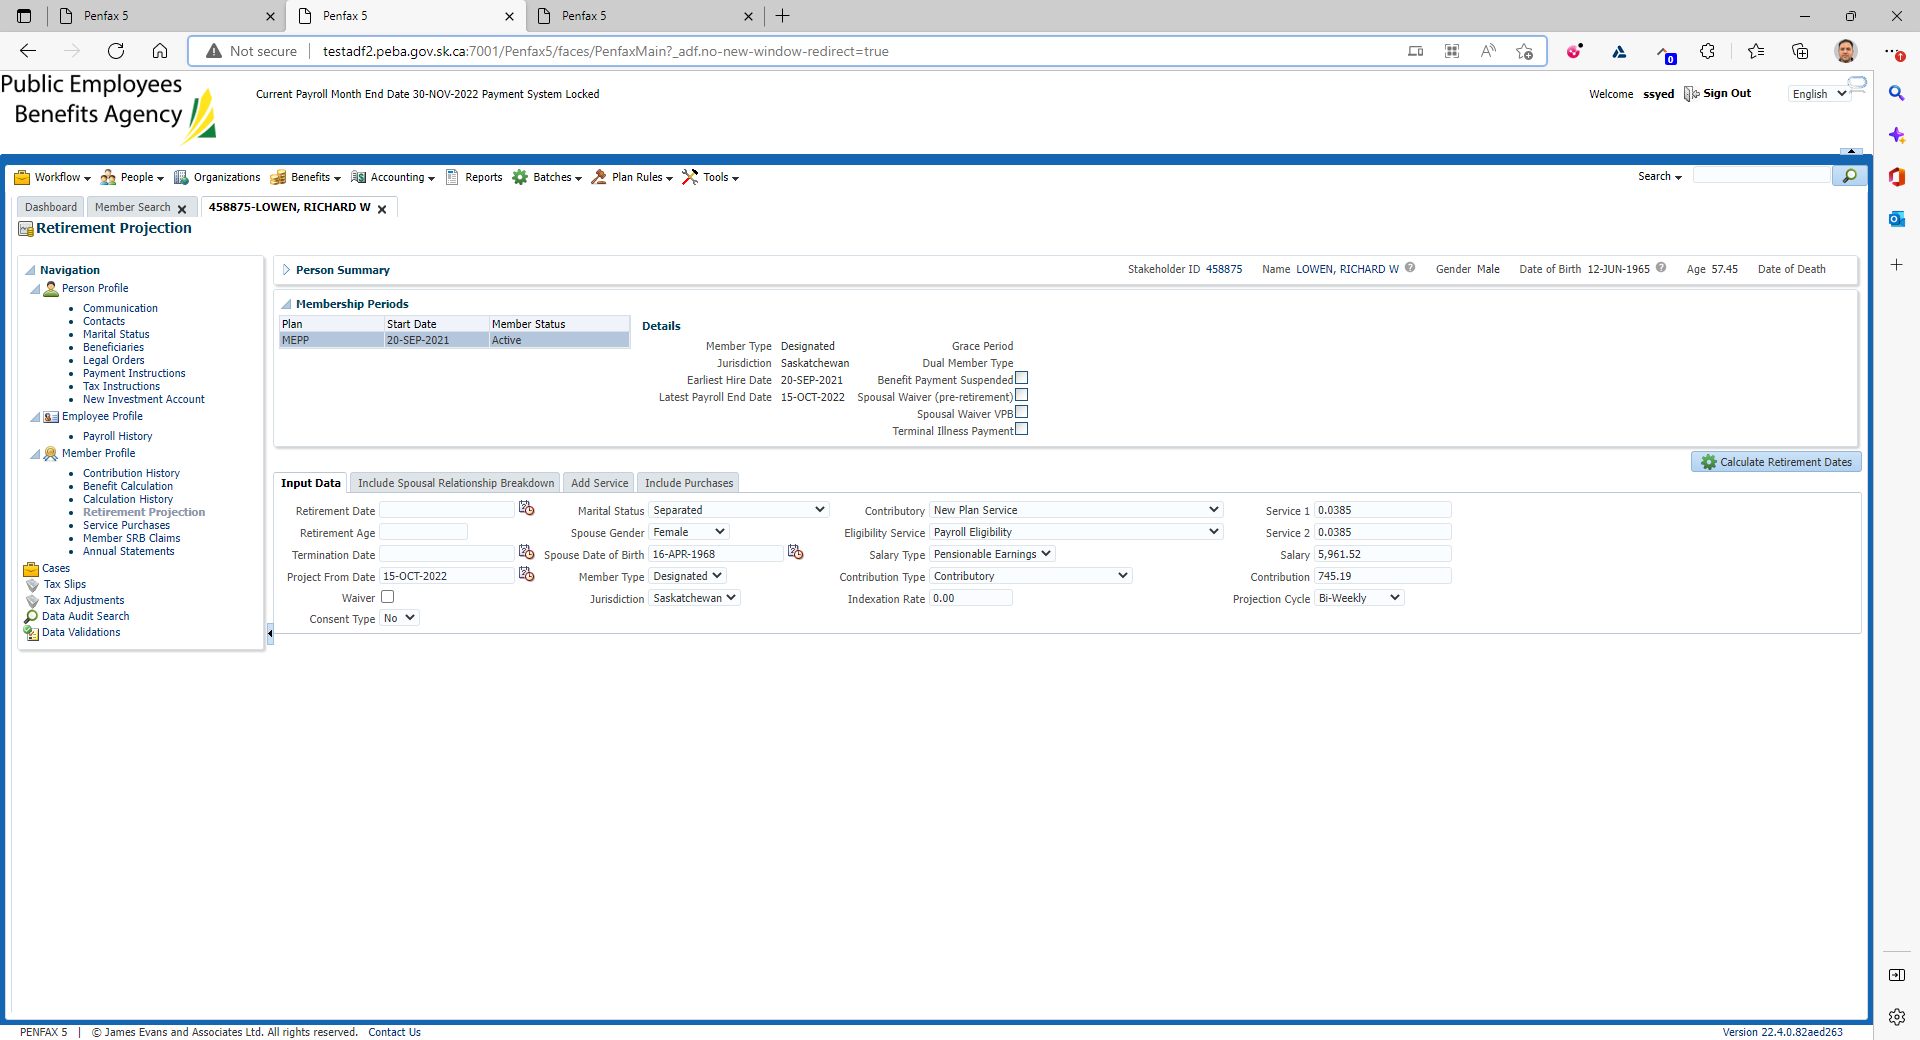 Penfax 5
Penfax 5
Penfax 5
Not secure
testadf2.peba.gov.sk.ca:7001/Penfax5/faces/PenfaxMain?_adf.no-new-window-redirect=true
0
Public Employees
Benefits Agency
Current Payroll Month End Date 30-NOV-2022 Payment System Locked
Welcome ssyed Sign Out English
Workflow People Organizations Benefits Accounting Reports Batches Plan Rules Tools Search
Dashboard Member Search 458875-LOWEN, RICHARD W
Retirement Projection
Navigation
Person Profile
Communication
Contacts
Marital Status
Beneficiaries
Legal Orders
Payment Instructions
Tax Instructions
New Investment Account
Employee Profile
Payroll History
Member Profile
Contribution History
Benefit Calculation
Calculation History
Retirement Projection
Service Purchases
Member SRB Claims
Annual Statements
Cases
Tax Slips
Tax Adjustments
Data Audit Search
Data Validations
Person Summary Stakeholder ID 458875 Name LOWEN, RICHARD W Gender Male Date of Birth 12-JUN-1965 Age 57.45 Date of Death
Membership Periods
Plan Start Date Member Status
MEPP 20-SEP-2021 Active
Details
Member Type Designated Grace Period
Jurisdiction Saskatchewan Dual Member Type
Earliest Hire Date 20-SEP-2021 Benefit Payment Suspended
Latest Payroll End Date 15-OCT-2022 Spousal Waiver (pre-retirement)
Spousal Waiver VPB
Terminal Illness Payment
Calculate Retirement Dates
Input Data Include Spousal Relationship Breakdown Add Service Include Purchases
Retirement Date Marital Status Separated Contributory New Plan Service Service 1 0.0385
Retirement Age Spouse Gender Female Eligibility Service Payroll Eligibility Service 2 0.0385
Termination Date Spouse Date of Birth 16-APR-1968 Salary Type Pensionable Earnings Salary 5,961.52
Project From Date 15-OCT-2022 Member Type Designated Contribution Type Contributory Contribution 745.19
Waiver Jurisdiction Saskatchewan Indexation Rate 0.00 Projection Cycle Bi-Weekly
Consent Type No
PENFAX 5 | © James Evans and Associates Ltd. All rights reserved. Contact Us
Version 22.4.0.82aed263